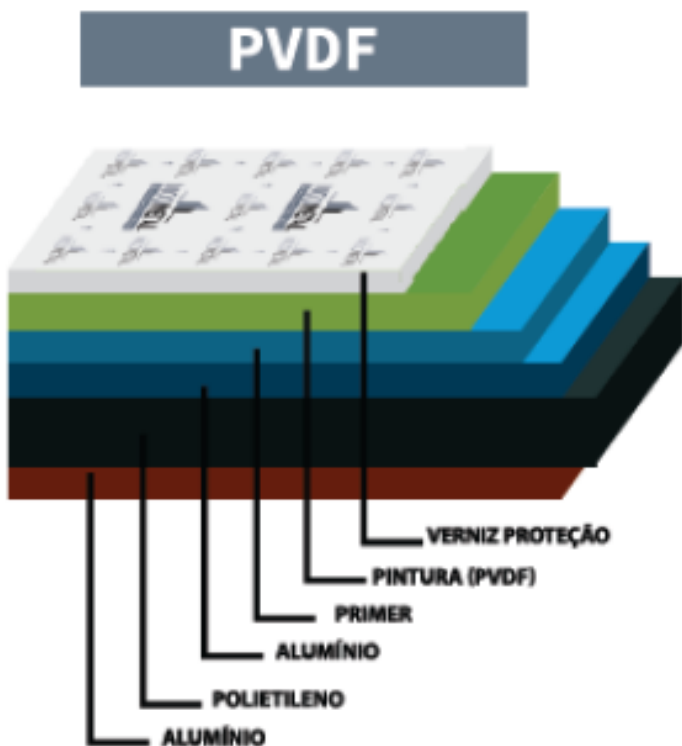 PVDF
VERNIZ PROTEÇÃO
PINTURA (PVDF)
PRIMER
ALUMÍNIO
POLIETILENO
ALUMÍNIO